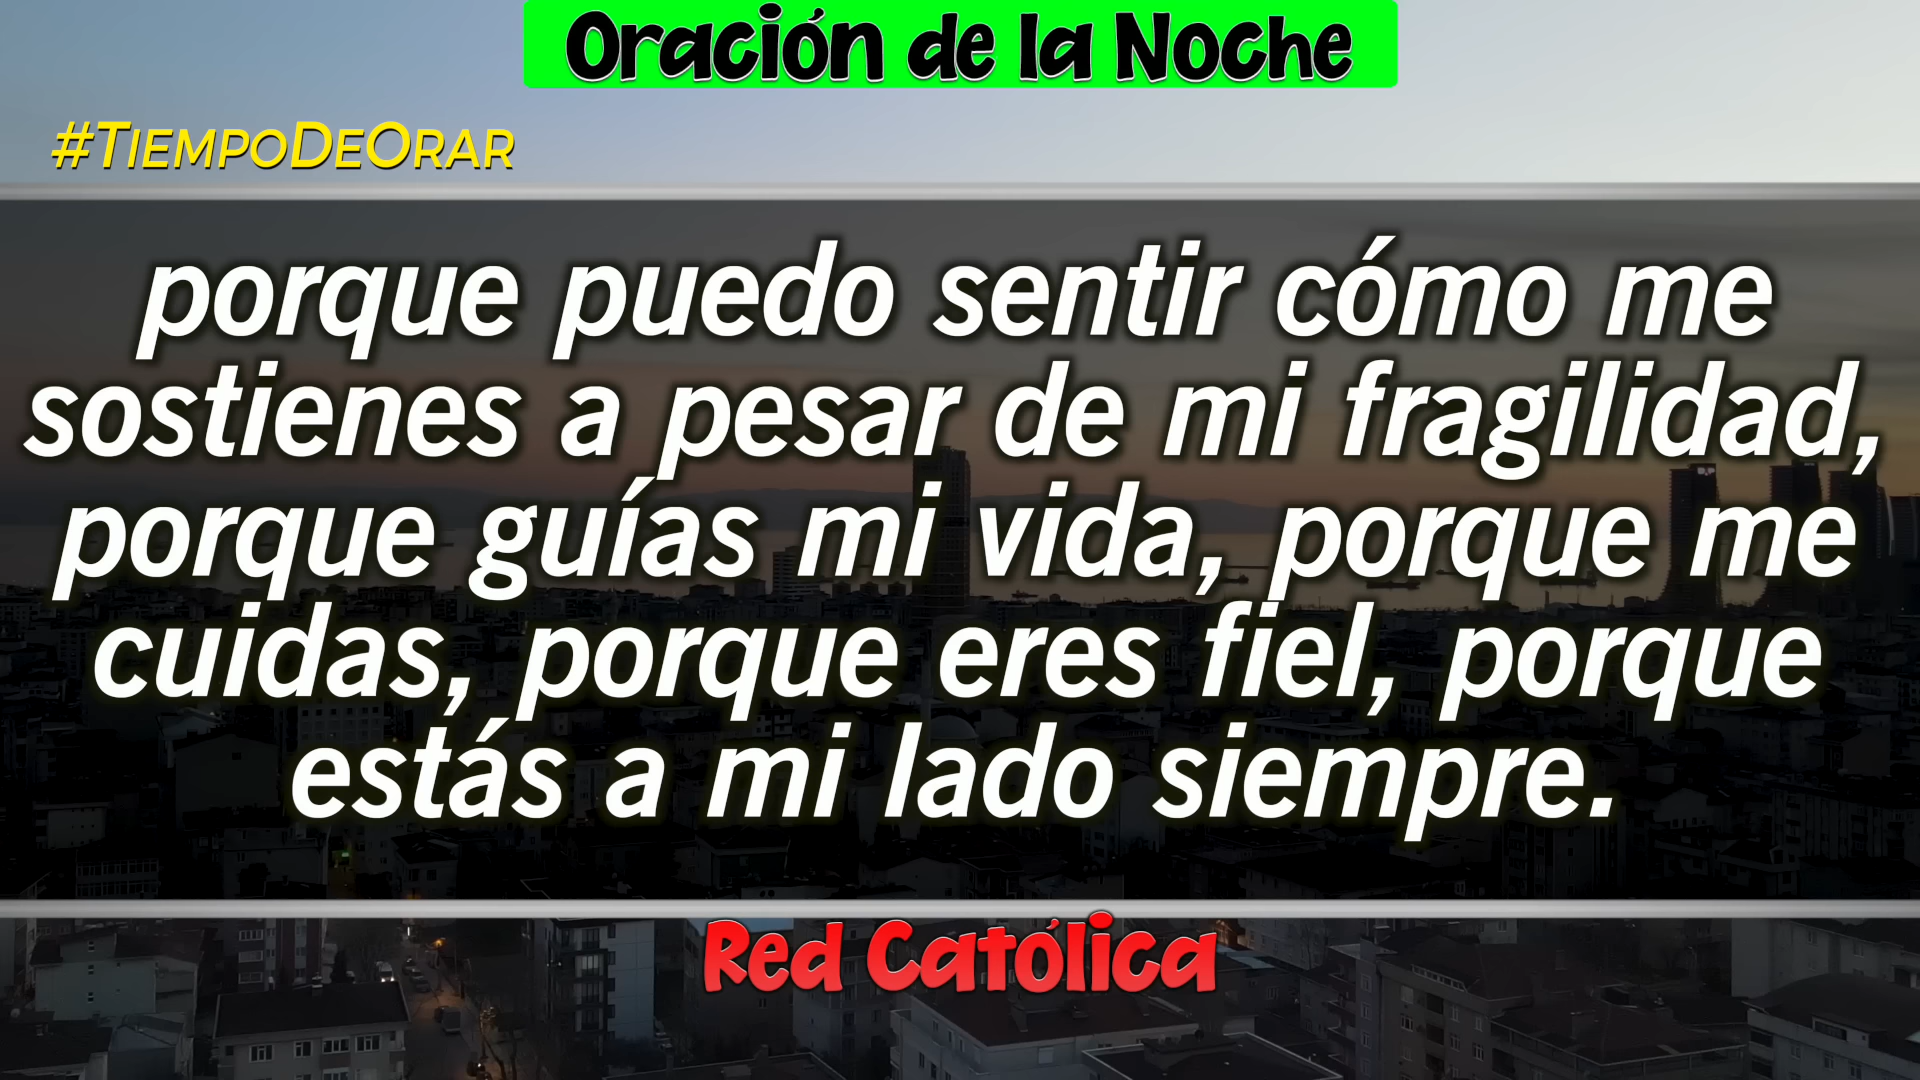 Oración de la Noche
#TiempoDeOrar
porque puedo sentir cómo me
sostienes a pesar de mi fragilidad,
porque guías mi vida, porque me
cuidas, porque eres fiel, porque
estás a mi lado siempre.
Red Católica